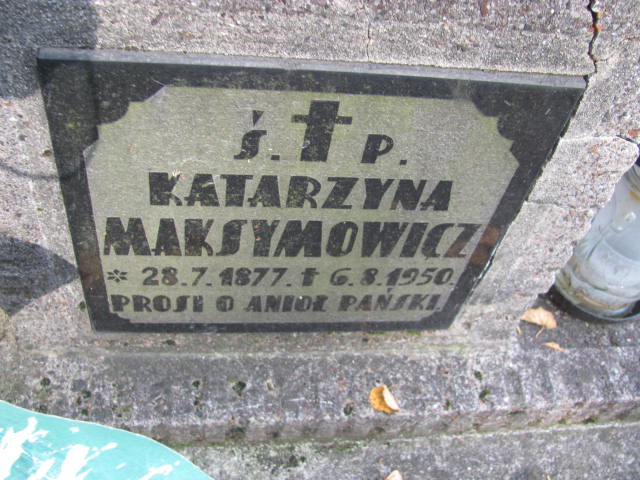 ś. † p.
KATARZYNA
MAKSYMOWICZ
* 28.7.1877. † 6.8.1950.
PROSI O ANIOŁ PAŃSKI.